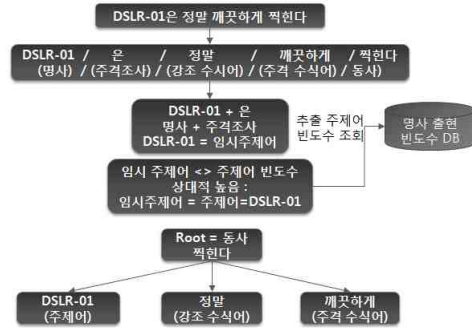 DSLR-01은 정말 깨끗하게 찍힌다
DSLR-01 / 은 / 정말 / 깨끗하게 / 찍힌다
(명사) / (주격조사) / (강조 수식어) / (주격 수식어) / 동사)
DSLR-01 + 은
명사 + 주격조사
DSLR-01 = 임시주제어
추출 주제어
빈도수 조회
명사 출현
빈도수 DB
임시 주제어 <> 주제어 빈도수
상대적 높음 :
임시주제어 = 주제어=DSLR-01
Root = 동사
찍힌다
DSLR-01
(주제어)
정말
(강조 수식어)
깨끗하게
(주격 수식어)